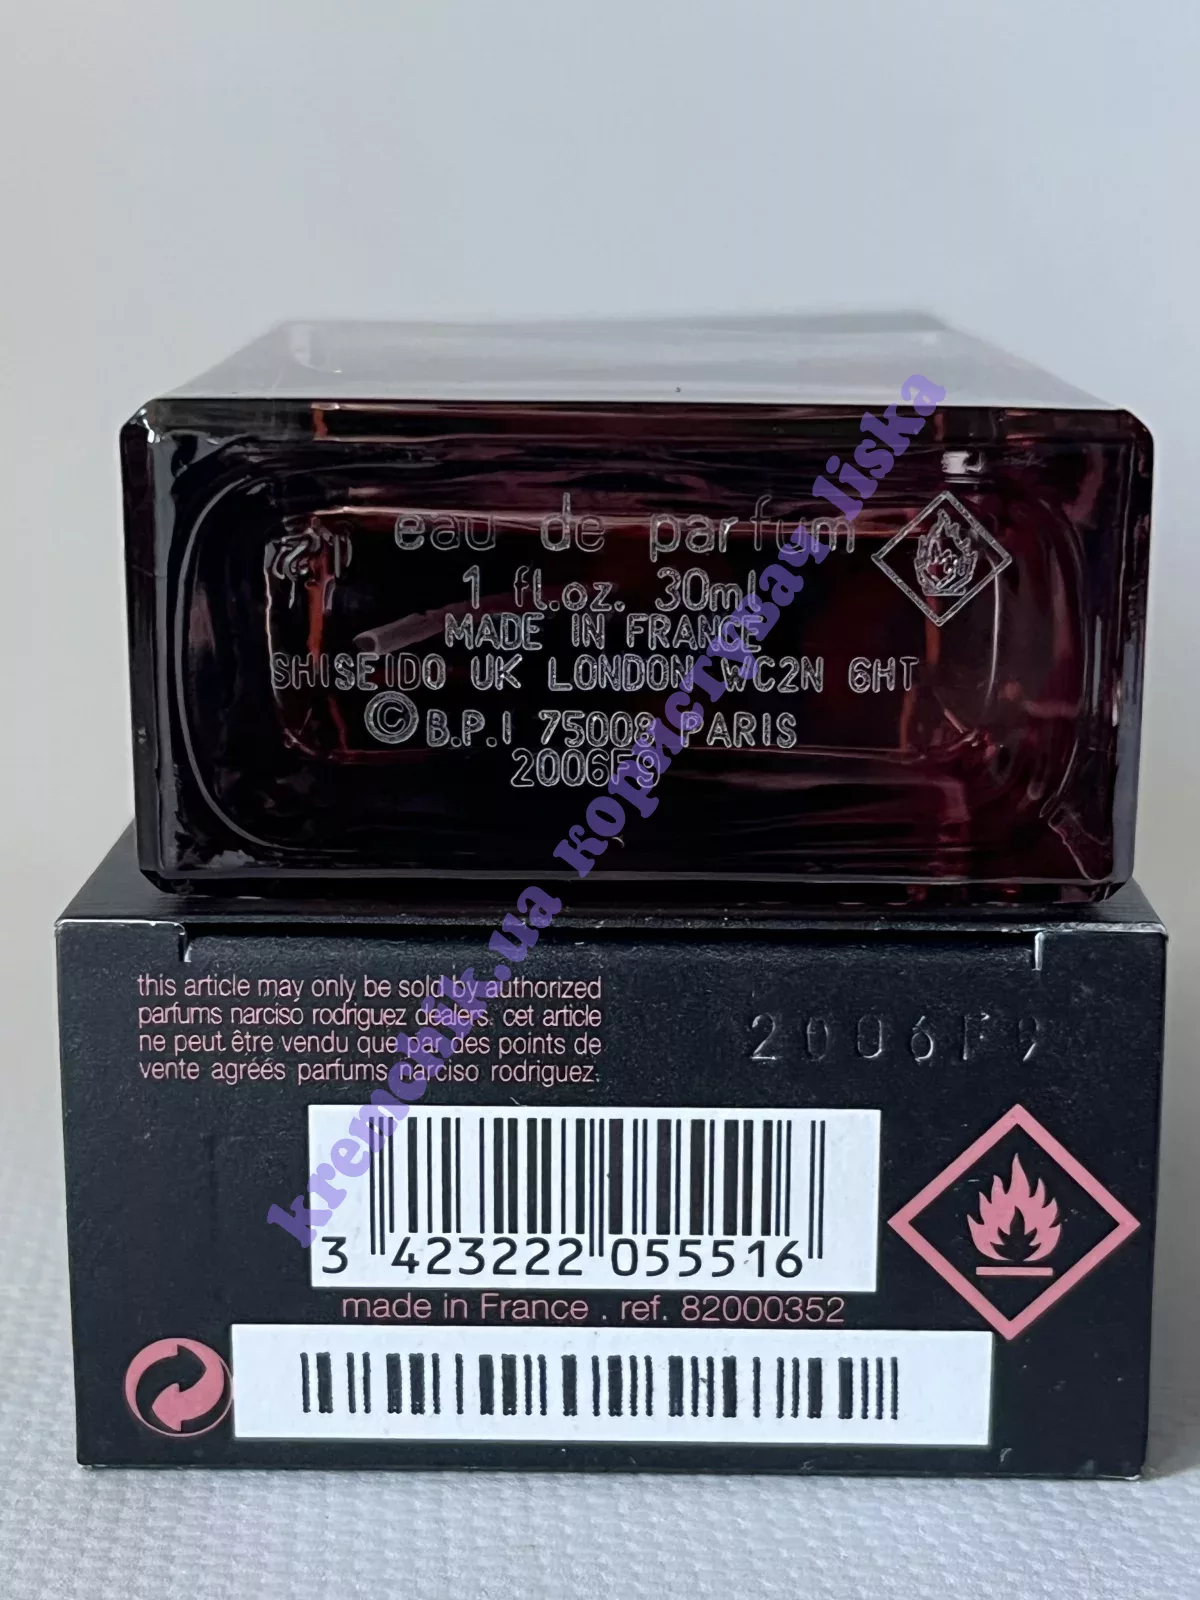 eau de parfum
1 fl.oz. 30ml
MADE IN FRANCE
SHISEIDO UK LONDON WC2N 6HT
© B.P.I 75008 PARIS
2006F9
this article may only be sold by authorized
parfums narciso rodriguez dealers. cet article
ne peut être vendu que par des points de
vente agréés parfums narciso rodriguez.
2006F9
3 423222 055516
made in France . ref. 82000352
kremchik.ua користувач liska